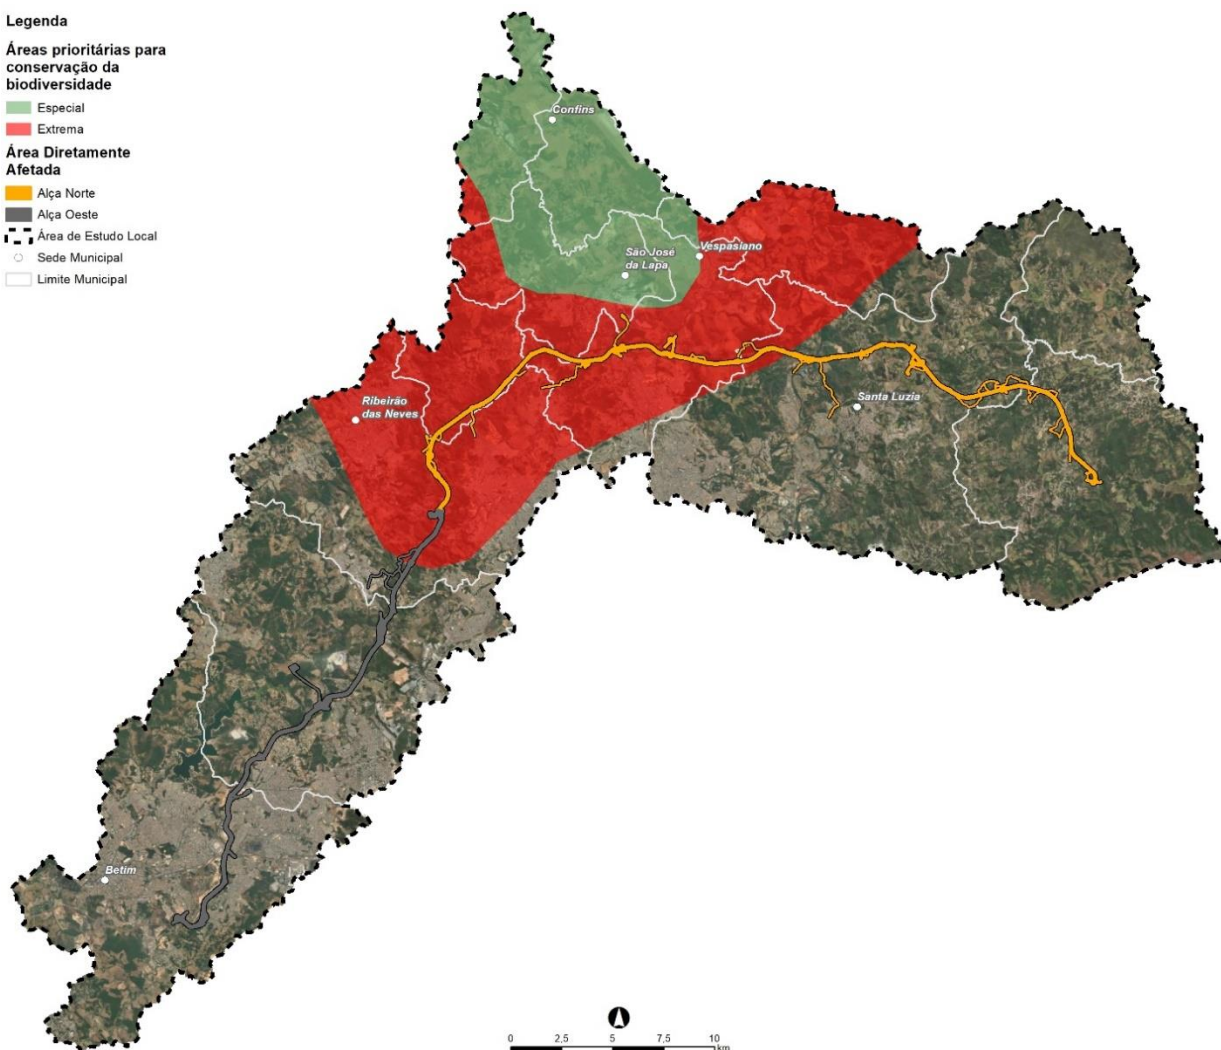 Legenda
Áreas prioritárias para
conservação da
biodiversidade
Especial
Extrema
Área Diretamente
Afetada
Alça Norte
Alça Oeste
Área de Estudo Local
Sede Municipal
Limite Municipal
Confins
São José
da Lapa
Vespasiano
Ribeirão
das Neves
Santa Luzia
Betim
0 2,5 5 7,5 10
km